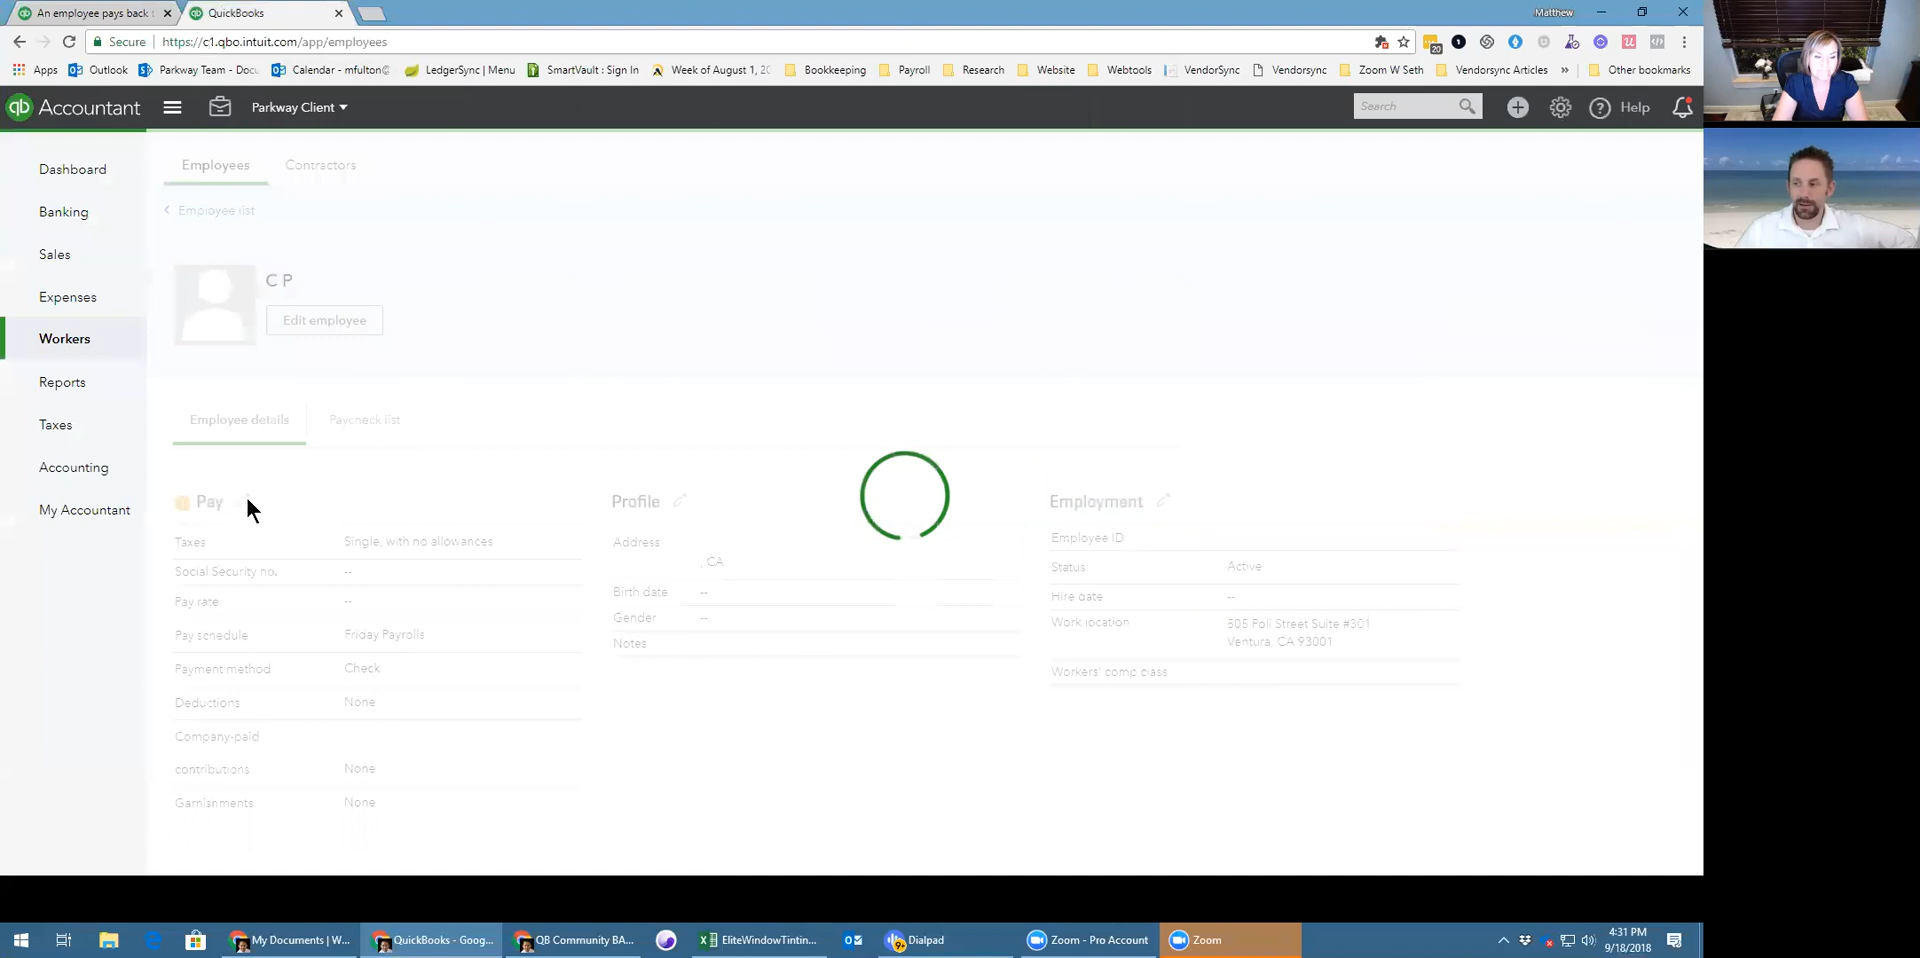 An employee pays back
QuickBooks
Matthew
Secure https://c1.qbo.intuit.com/app/employees
20
Apps Outlook Parkway Team - Docu Calendar - mfulton@ LedgerSync | Menu SmartVault : Sign In Week of August 1, 20 Bookkeeping Payroll Research Website Webtools VendorSync Vendorsync Zoom W Seth Vendorsync Articles » Other bookmarks
qb Accountant Parkway Client Search Help
Dashboard
Banking
Sales
Expenses
Workers
Reports
Taxes
Accounting
My Accountant
Employees Contractors
Employee list
C P
Edit employee
Employee details Paycheck list
Pay
Taxes Single, with no allowances
Social Security no. --
Pay rate --
Pay schedule Friday Payrolls
Payment method Check
Deductions None
Company-paid
contributions None
Garnishments None
Profile
Address
, CA
Birth date --
Gender --
Notes
Employment
Employee ID
Status Active
Hire date --
Work location 505 Poli Street Suite #301
Ventura, CA 93001
Workers' comp class
My Documents | W... QuickBooks - Goog... QB Community BA... EliteWindowTintin... Dialpad Zoom - Pro Account Zoom
9+
4:31 PM
9/18/2018